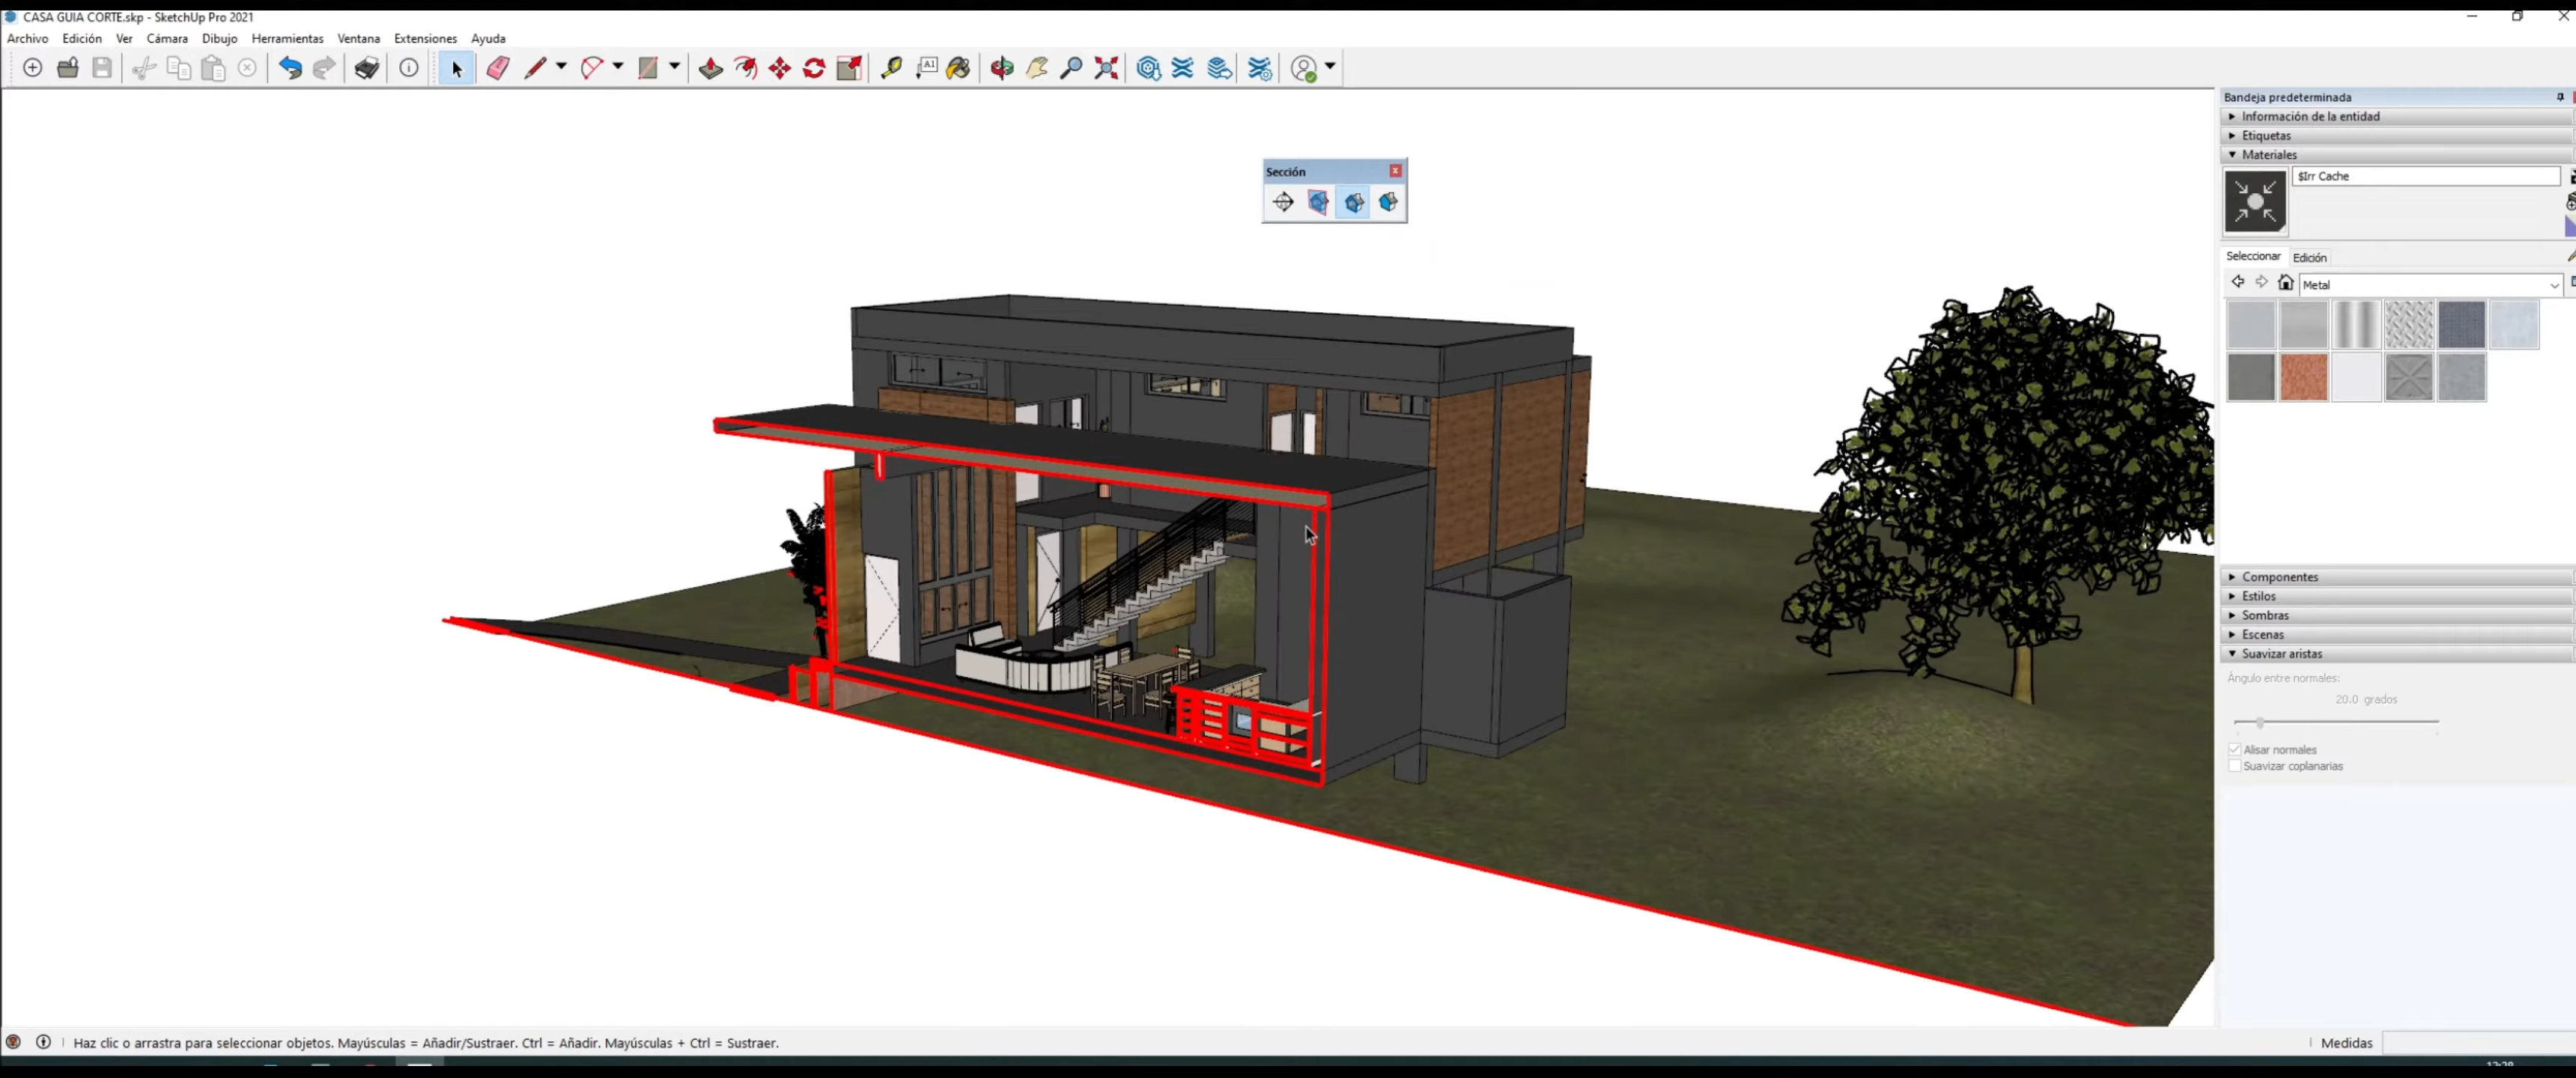 CASA GUIA CORTE.skp - SketchUp Pro 2021
Archivo Edición Ver Cámara Dibujo Herramientas Ventana Extensiones Ayuda
A1
Bandeja predeterminada
Información de la entidad
Etiquetas
Materiales
$Irr Cache
Sección
Seleccionar Edición
Metal
Componentes
Estilos
Sombras
Escenas
Suavizar aristas
Ángulo entre normales:
20.0 grados
Alisar normales
Suavizar coplanarias
Haz clic o arrastra para seleccionar objetos. Mayúsculas = Añadir/Sustraer. Ctrl = Añadir. Mayúsculas + Ctrl = Sustraer.
Medidas